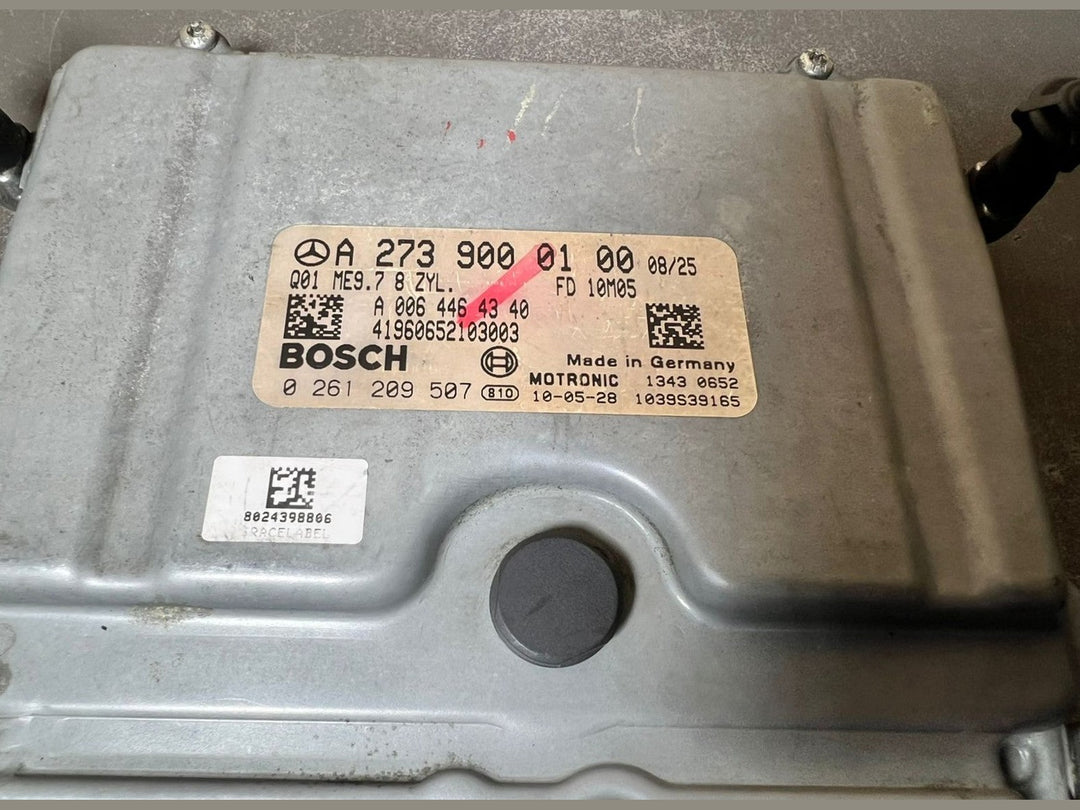 A 273 900 01 00 08/25
Q01 ME9.7 8 ZYL. FD 10M05
A 006 446 43 40
41960652103003
BOSCH Made in Germany
MOTRONIC 1343 0652
0 261 209 507 B10 10-05-28 1039S39165
8024398806
TRACELABEL